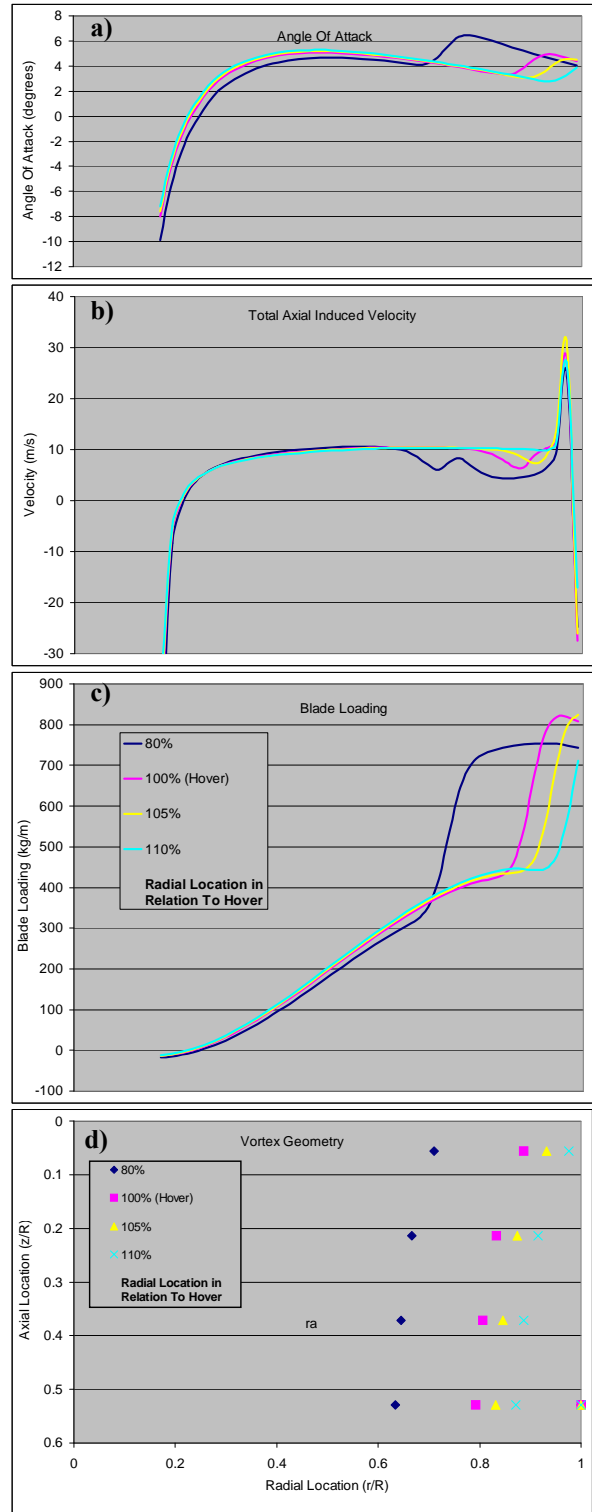 a)
Angle Of Attack
Angle Of Attack (degrees)
8
6
4
2
0
-2
-4
-6
-8
-10
-12
b)
Total Axial Induced Velocity
Velocity (m/s)
40
30
20
10
0
-10
-20
-30
c)
Blade Loading
Blade Loading (kg/m)
900
800
700
600
500
400
300
200
100
0
-100
80%
100% (Hover)
105%
110%
Radial Location in
Relation To Hover
d)
Vortex Geometry
Axial Location (z/R)
0
0.1
0.2
0.3
0.4
0.5
0.6
80%
100% (Hover)
105%
110%
Radial Location in
Relation To Hover
ra
0
0.2
0.4
0.6
0.8
1
Radial Location (r/R)